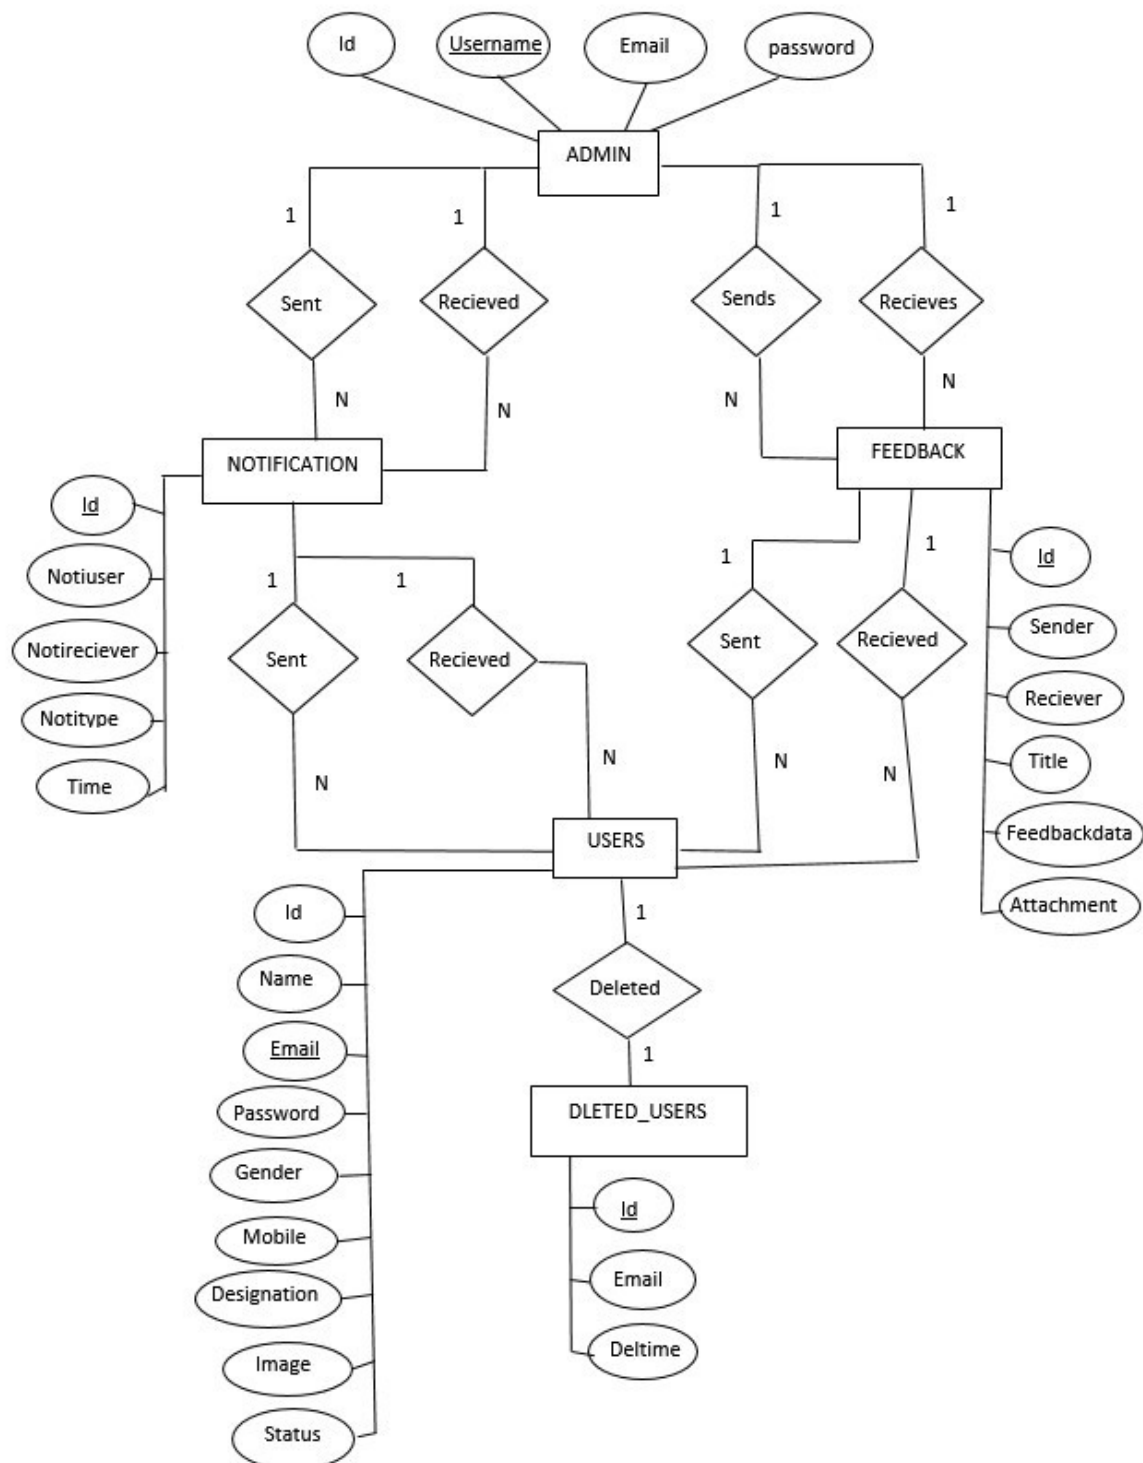 Id
Username
Email
password
ADMIN
1
1
1
1
Sent
Recieved
Sends
Recieves
N
N
N
N
NOTIFICATION
FEEDBACK
Id
Notiuser
Notireciever
Notitype
Time
1
1
1
1
Sent
Recieved
Sent
Recieved
N
N
N
N
Id
Sender
Reciever
Title
Feedbackdata
Attachment
USERS
Id
Name
Email
Password
Gender
Mobile
Designation
Image
Status
1
Deleted
1
DLETED_USERS
Id
Email
Deltime